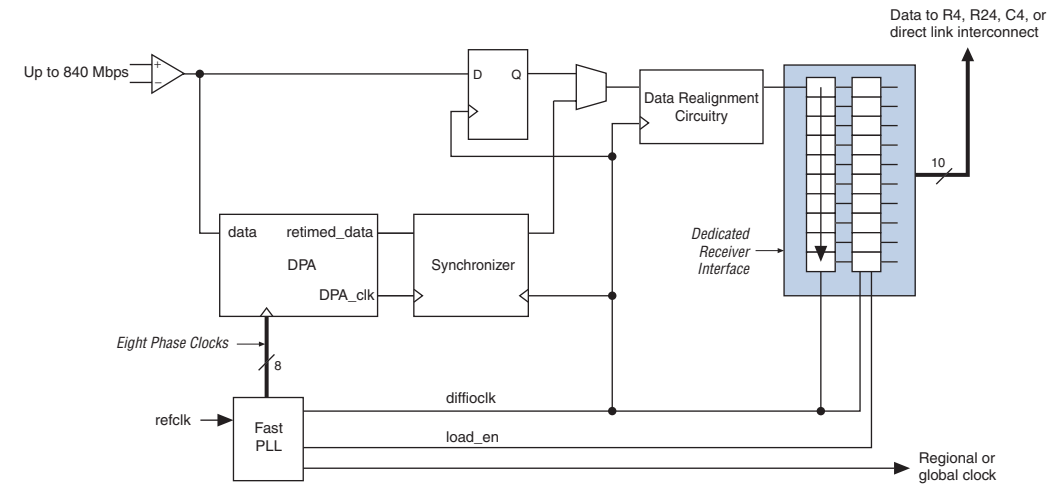 Data to R4, R24, C4, or
direct link interconnect
Up to 840 Mbps
+
–
D Q
Data Realignment
Circuitry
10
data retimed_data
DPA
DPA_clk
Synchronizer
Dedicated
Receiver
Interface
Eight Phase Clocks
8
refclk
Fast
PLL
diffioclk
load_en
Regional or
global clock